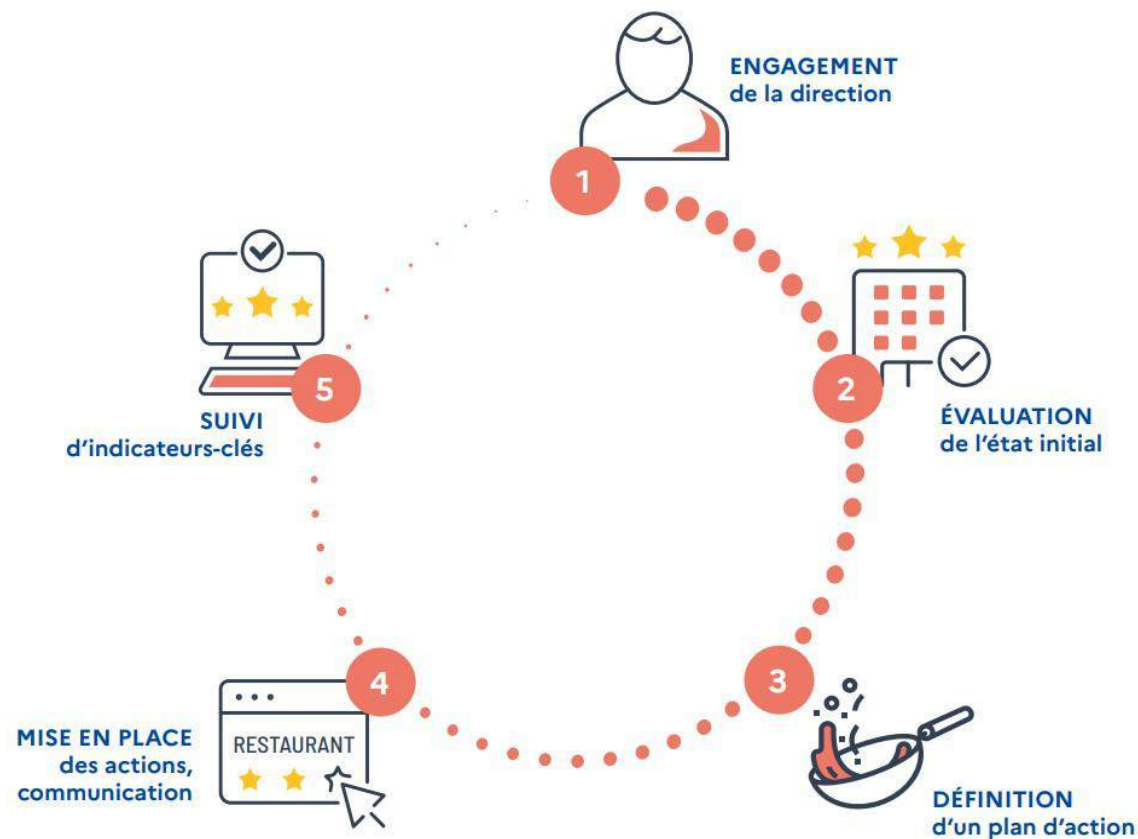 1
ENGAGEMENT
de la direction
2
ÉVALUATION
de l'état initial
3
DÉFINITION
d'un plan d'action
4
RESTAURANT
MISE EN PLACE
des actions,
communication
5
SUIVI
d'indicateurs-clés